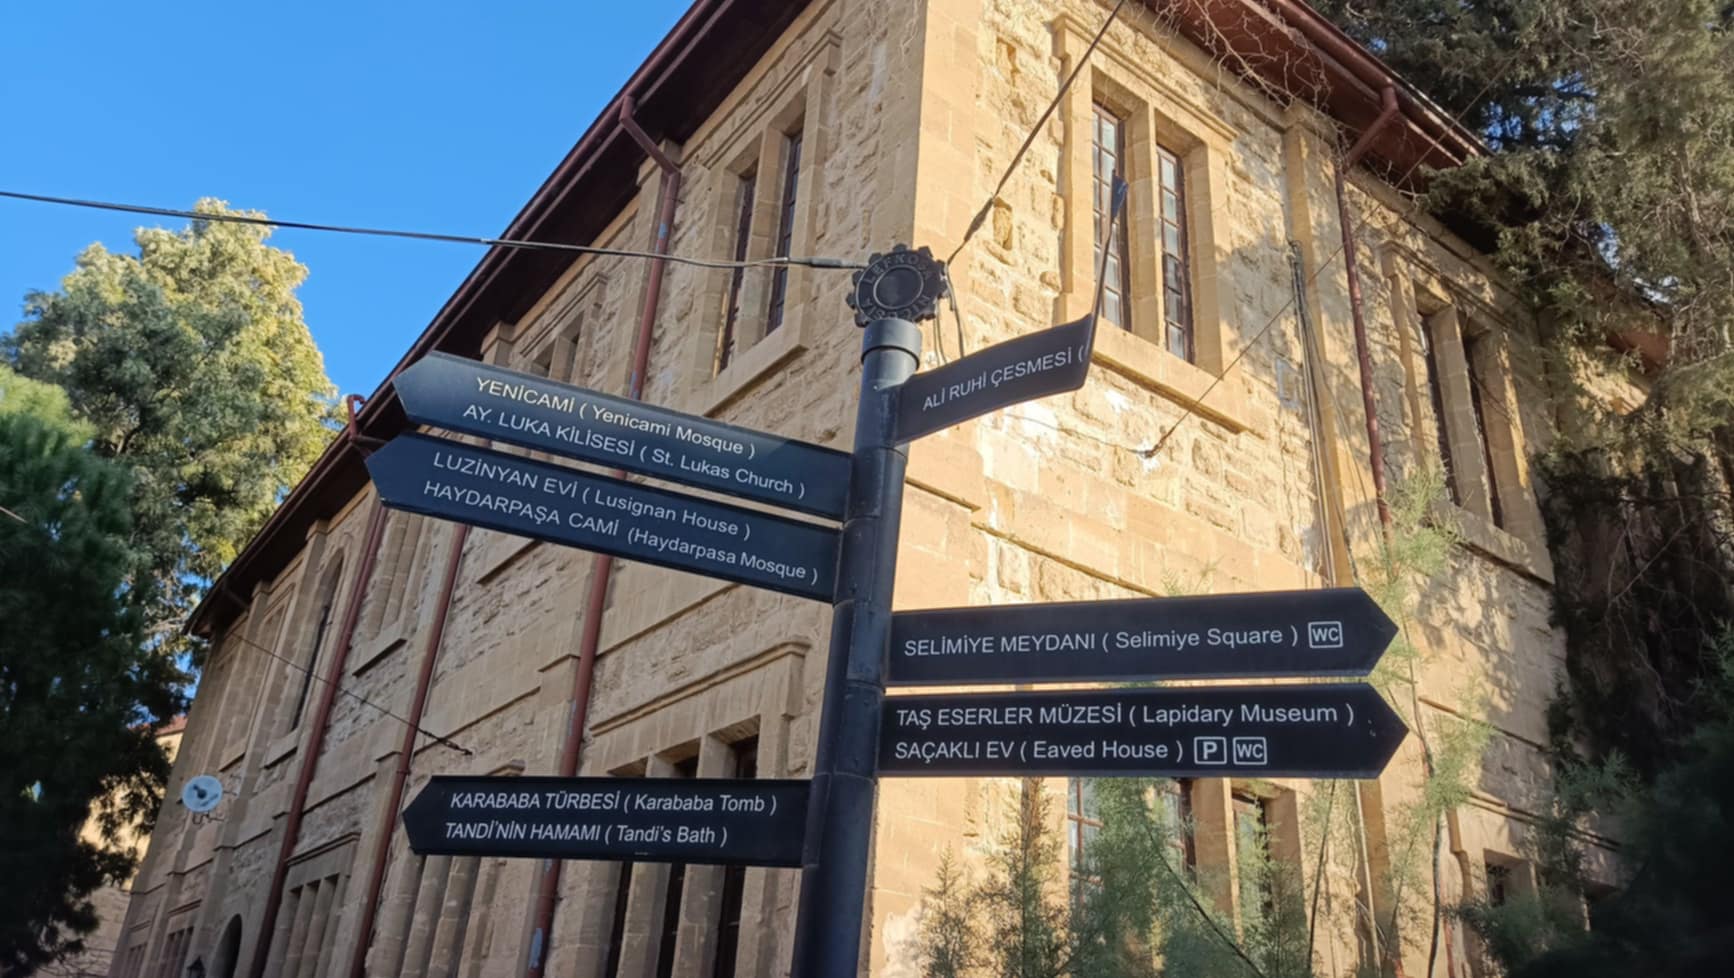 LEFKOŞA
YENİCAMİ ( Yenicami Mosque )
AY. LUKA KİLİSESİ ( St. Lukas Church )
LUZİNYAN EVİ ( Lusignan House )
HAYDARPAŞA CAMİ (Haydarpasa Mosque )
ALİ RUHİ ÇESMESİ (
SELİMİYE MEYDANI ( Selimiye Square ) WC
TAŞ ESERLER MÜZESİ ( Lapidary Museum )
SAÇAKLI EV ( Eaved House ) P WC
KARABABA TÜRBESİ ( Karababa Tomb )
TANDİ'NİN HAMAMI ( Tandi's Bath )